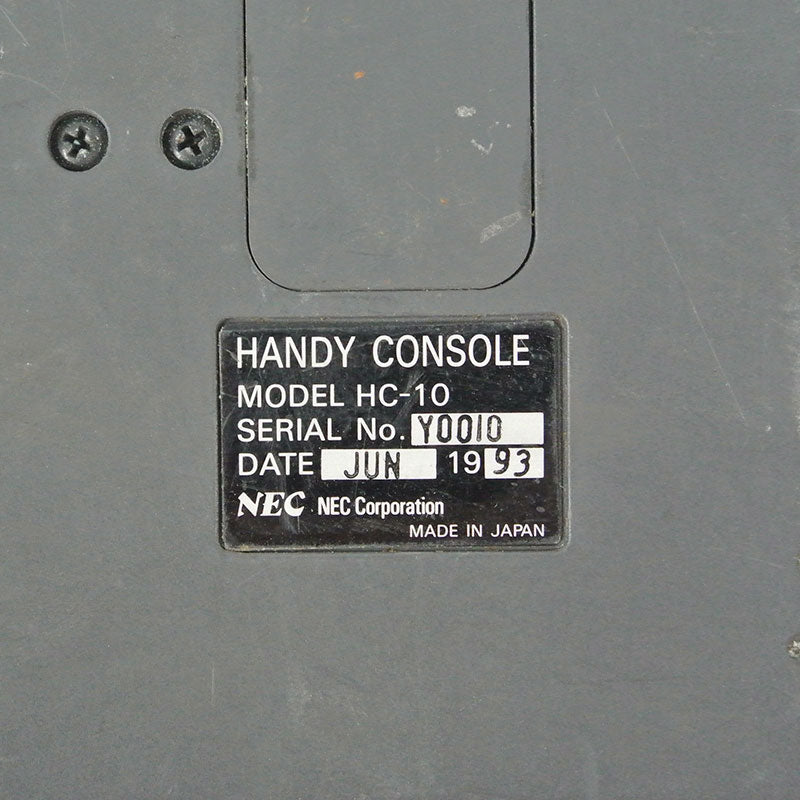 HANDY CONSOLE
MODEL HC-10
SERIAL No. Y0010
DATE JUN 1993
NEC NEC Corporation
MADE IN JAPAN